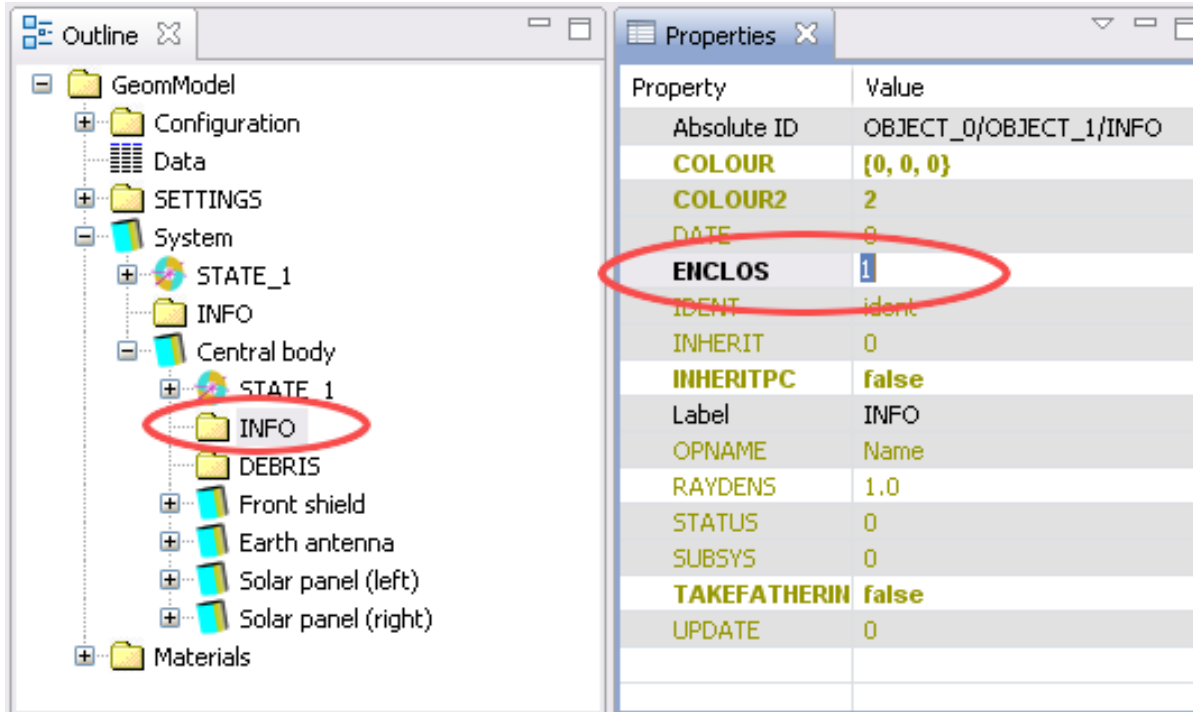 Outline
GeomModel
Configuration
Data
SETTINGS
System
STATE_1
INFO
Central body
STATE_1
INFO
DEBRIS
Front shield
Earth antenna
Solar panel (left)
Solar panel (right)
Materials
Properties
Property Value
Absolute ID OBJECT_0/OBJECT_1/INFO
COLOUR {0, 0, 0}
COLOUR2 2
DATE 0
ENCLOS 1
IDENT ident
INHERIT 0
INHERITPC false
Label INFO
OPNAME Name
RAYDENS 1.0
STATUS 0
SUBSYS 0
TAKEFATHERIN false
UPDATE 0